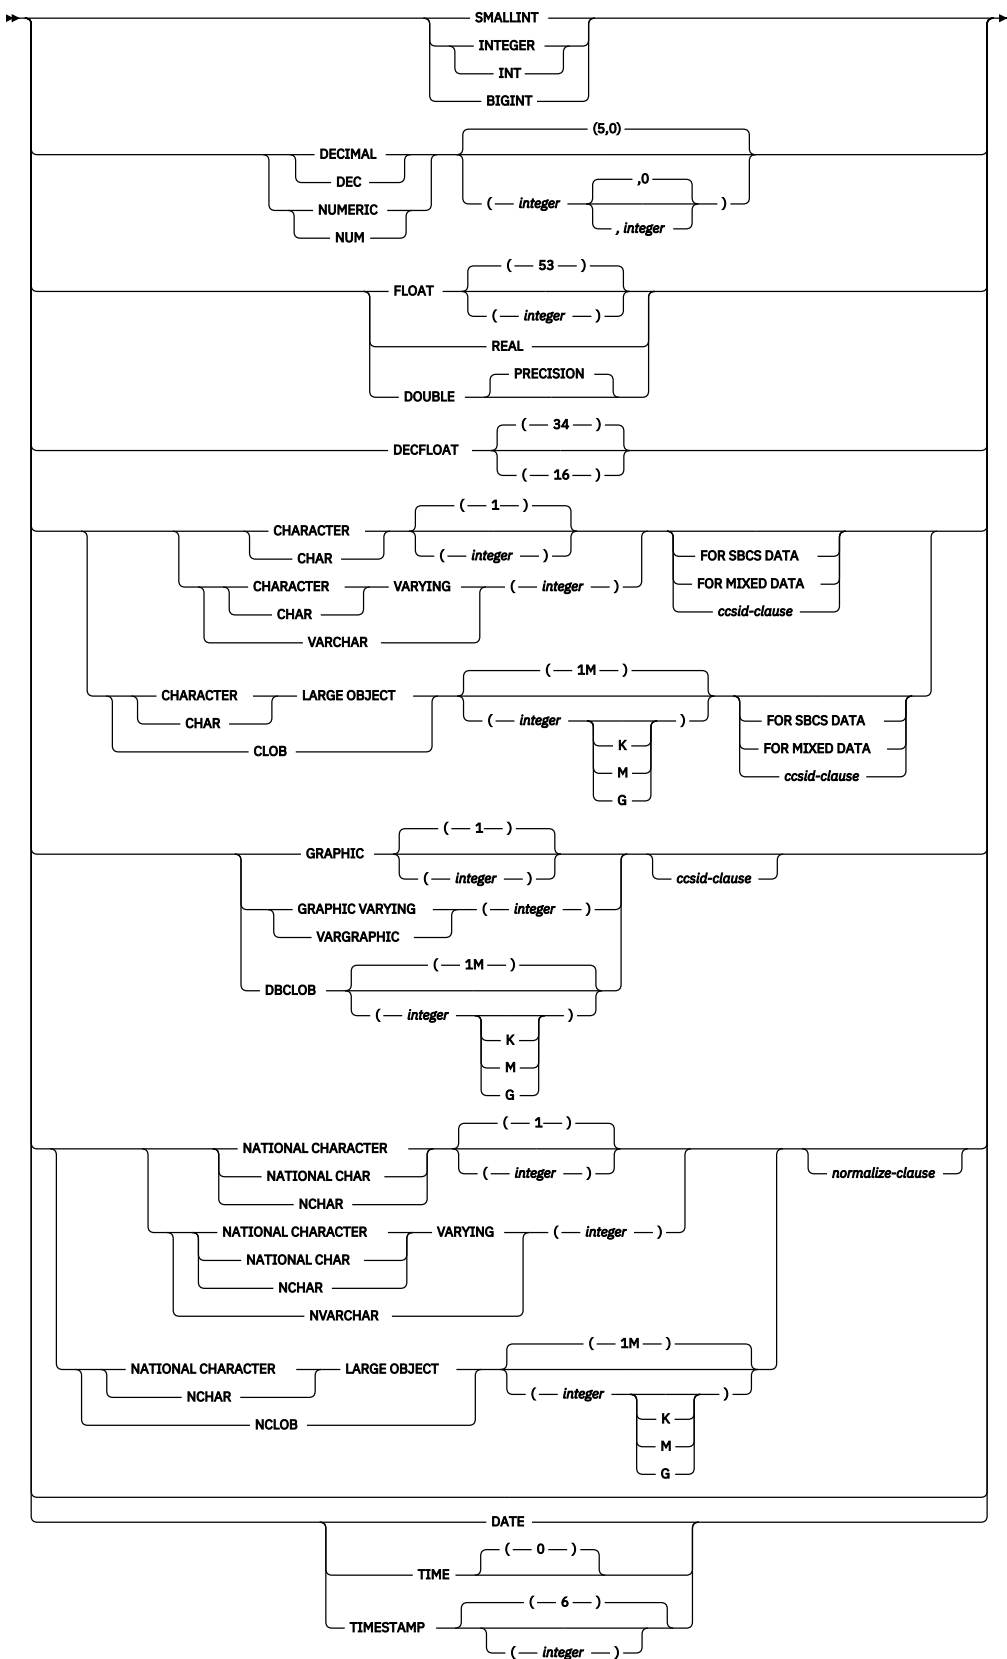 SMALLINT
INTEGER
INT
BIGINT
(5,0)
DECIMAL
DEC
( integer ,0 )
NUMERIC
, integer
NUM
( 53 )
FLOAT
( integer )
REAL
PRECISION
DOUBLE
( 34 )
DECFLOAT
( 16 )
( 1 )
CHARACTER
CHAR ( integer ) FOR SBCS DATA
CHARACTER VARYING ( integer ) FOR MIXED DATA
CHAR ccsid-clause
VARCHAR
( 1M )
CHARACTER LARGE OBJECT
CHAR ( integer ) FOR SBCS DATA
K FOR MIXED DATA
CLOB
M ccsid-clause
G
( 1 )
GRAPHIC
( integer ) ccsid-clause
GRAPHIC VARYING ( integer )
VARGRAPHIC
( 1M )
DBCLOB
( integer )
K
M
G
( 1 )
NATIONAL CHARACTER
NATIONAL CHAR ( integer ) normalize-clause
NCHAR
NATIONAL CHARACTER VARYING ( integer )
NATIONAL CHAR
NCHAR
NVARCHAR
( 1M )
NATIONAL CHARACTER LARGE OBJECT
NCHAR ( integer )
NCLOB K
M
G
DATE
( 0 )
TIME
( 6 )
TIMESTAMP
( integer )